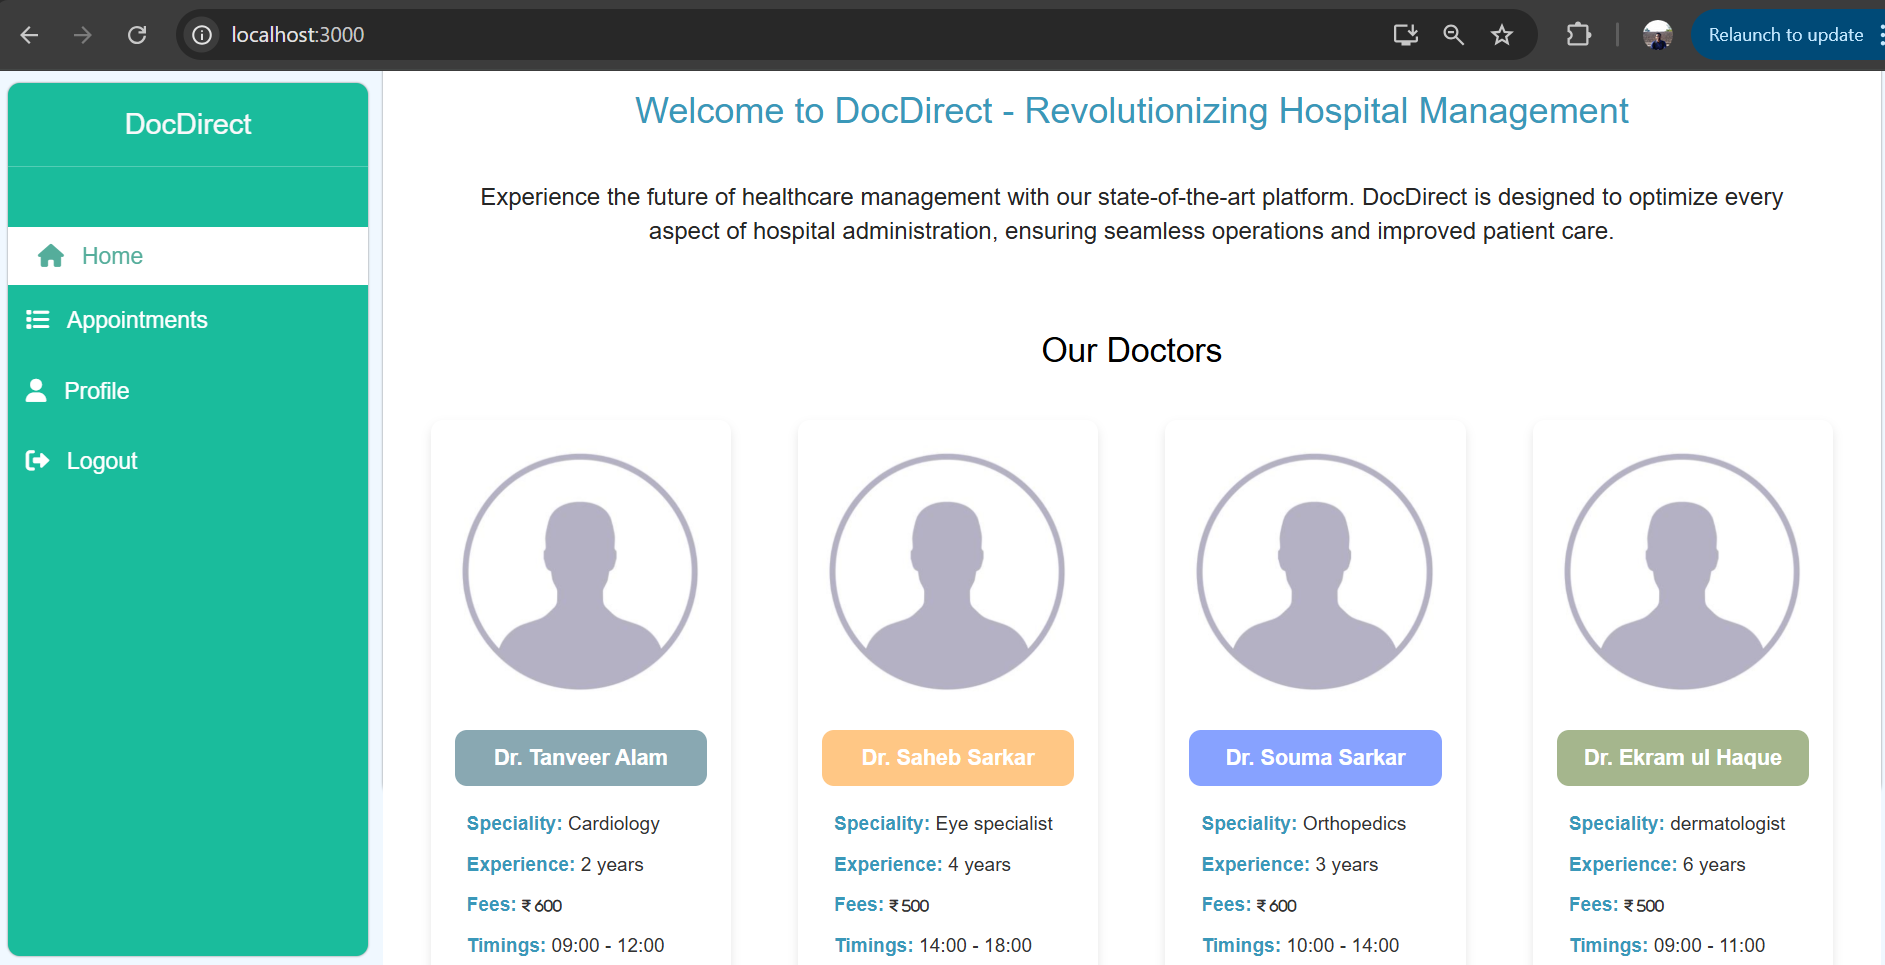 localhost:3000
Relaunch to update
DocDirect
Home
Appointments
Profile
Logout
Welcome to DocDirect - Revolutionizing Hospital Management
Experience the future of healthcare management with our state-of-the-art platform. DocDirect is designed to optimize every
aspect of hospital administration, ensuring seamless operations and improved patient care.
Our Doctors
Dr. Tanveer Alam
Speciality: Cardiology
Experience: 2 years
Fees: ₹ 600
Timings: 09:00 - 12:00
Dr. Saheb Sarkar
Speciality: Eye specialist
Experience: 4 years
Fees: ₹ 500
Timings: 14:00 - 18:00
Dr. Souma Sarkar
Speciality: Orthopedics
Experience: 3 years
Fees: ₹ 600
Timings: 10:00 - 14:00
Dr. Ekram ul Haque
Speciality: dermatologist
Experience: 6 years
Fees: ₹ 500
Timings: 09:00 - 11:00